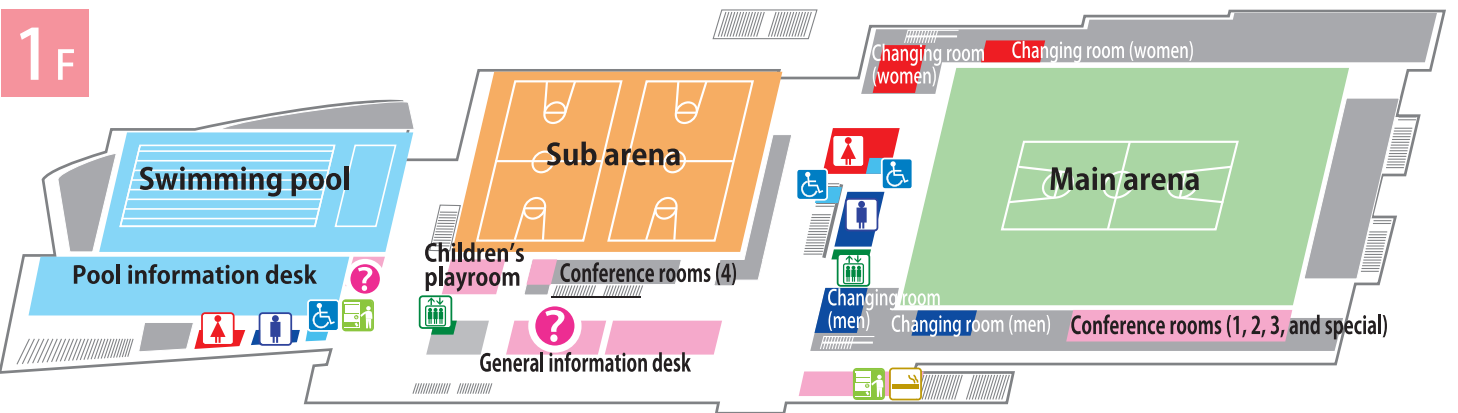 1F
Changing room
(women)
Changing room (women)
Swimming pool
Sub arena
Main arena
Pool information desk
?
Children's
playroom
Conference rooms (4)
Changing room
(men)
Changing room (men)
Conference rooms (1, 2, 3, and special)
?
General information desk